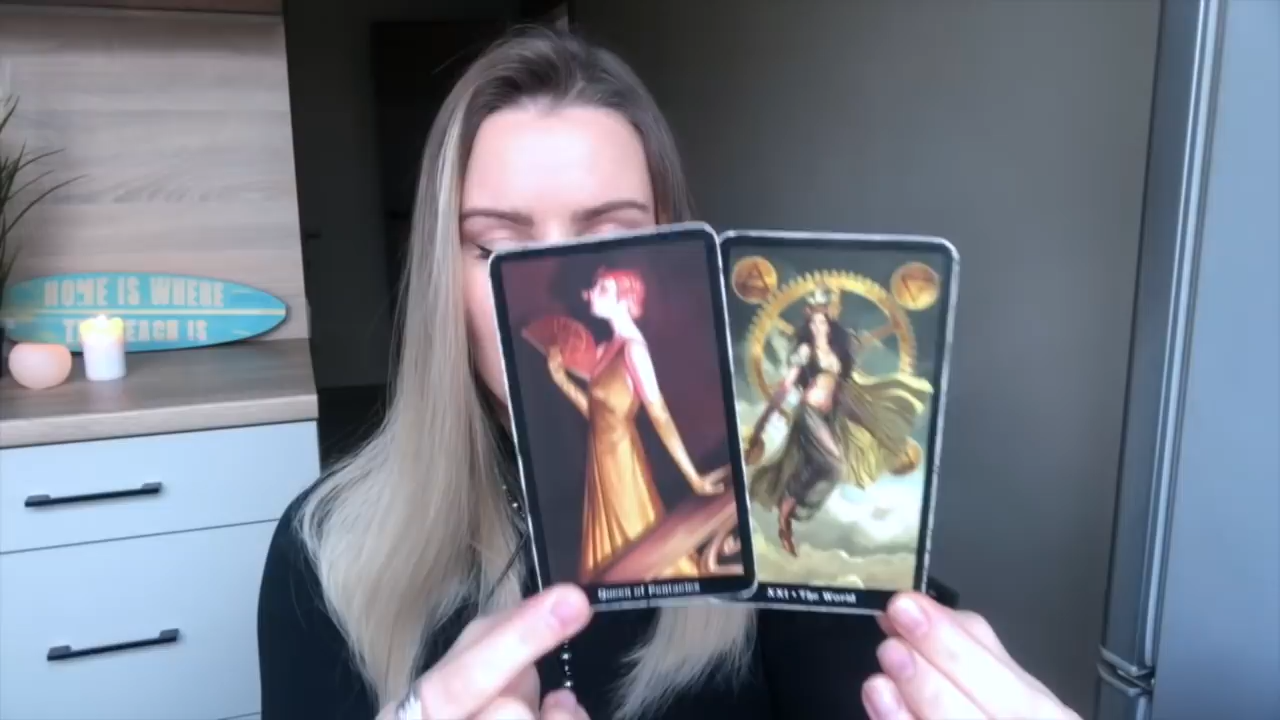 HOME IS WHERE
THE BEACH IS
Queen of Pentacles
XXI • The World